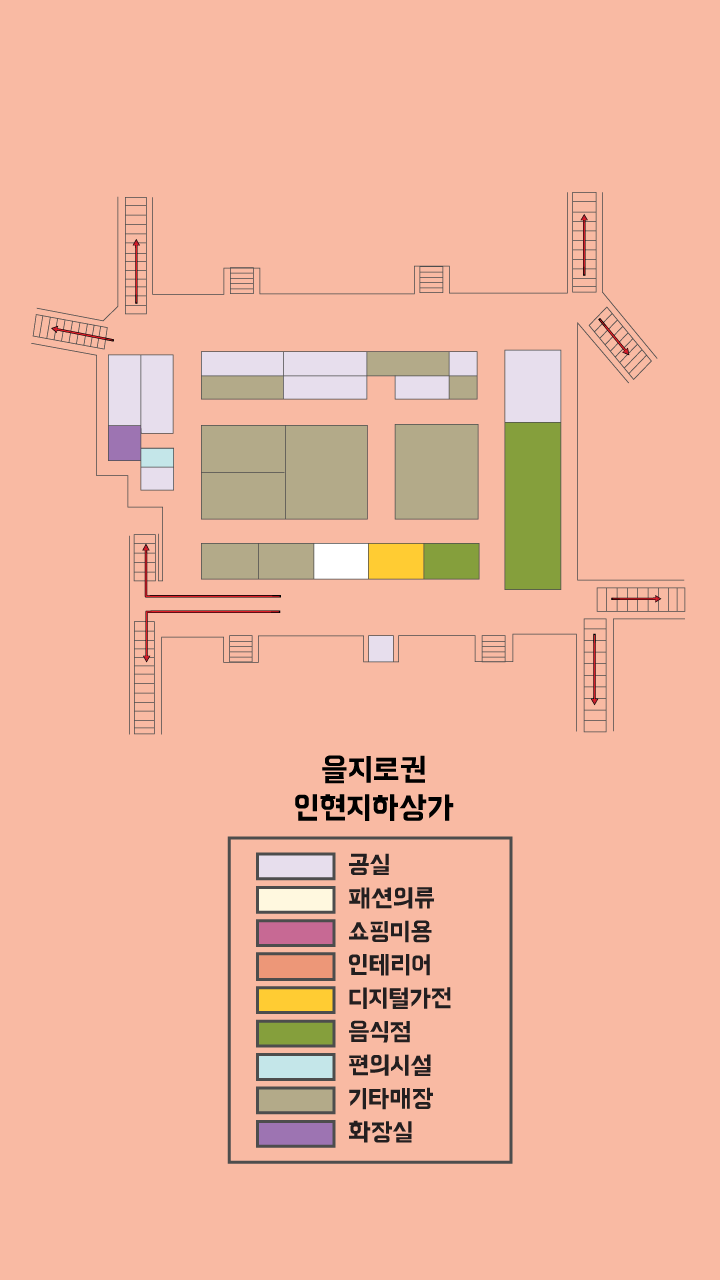 을지로권
인현지하상가
공실
패션의류
쇼핑미용
인테리어
디지털가전
음식점
편의시설
기타매장
화장실